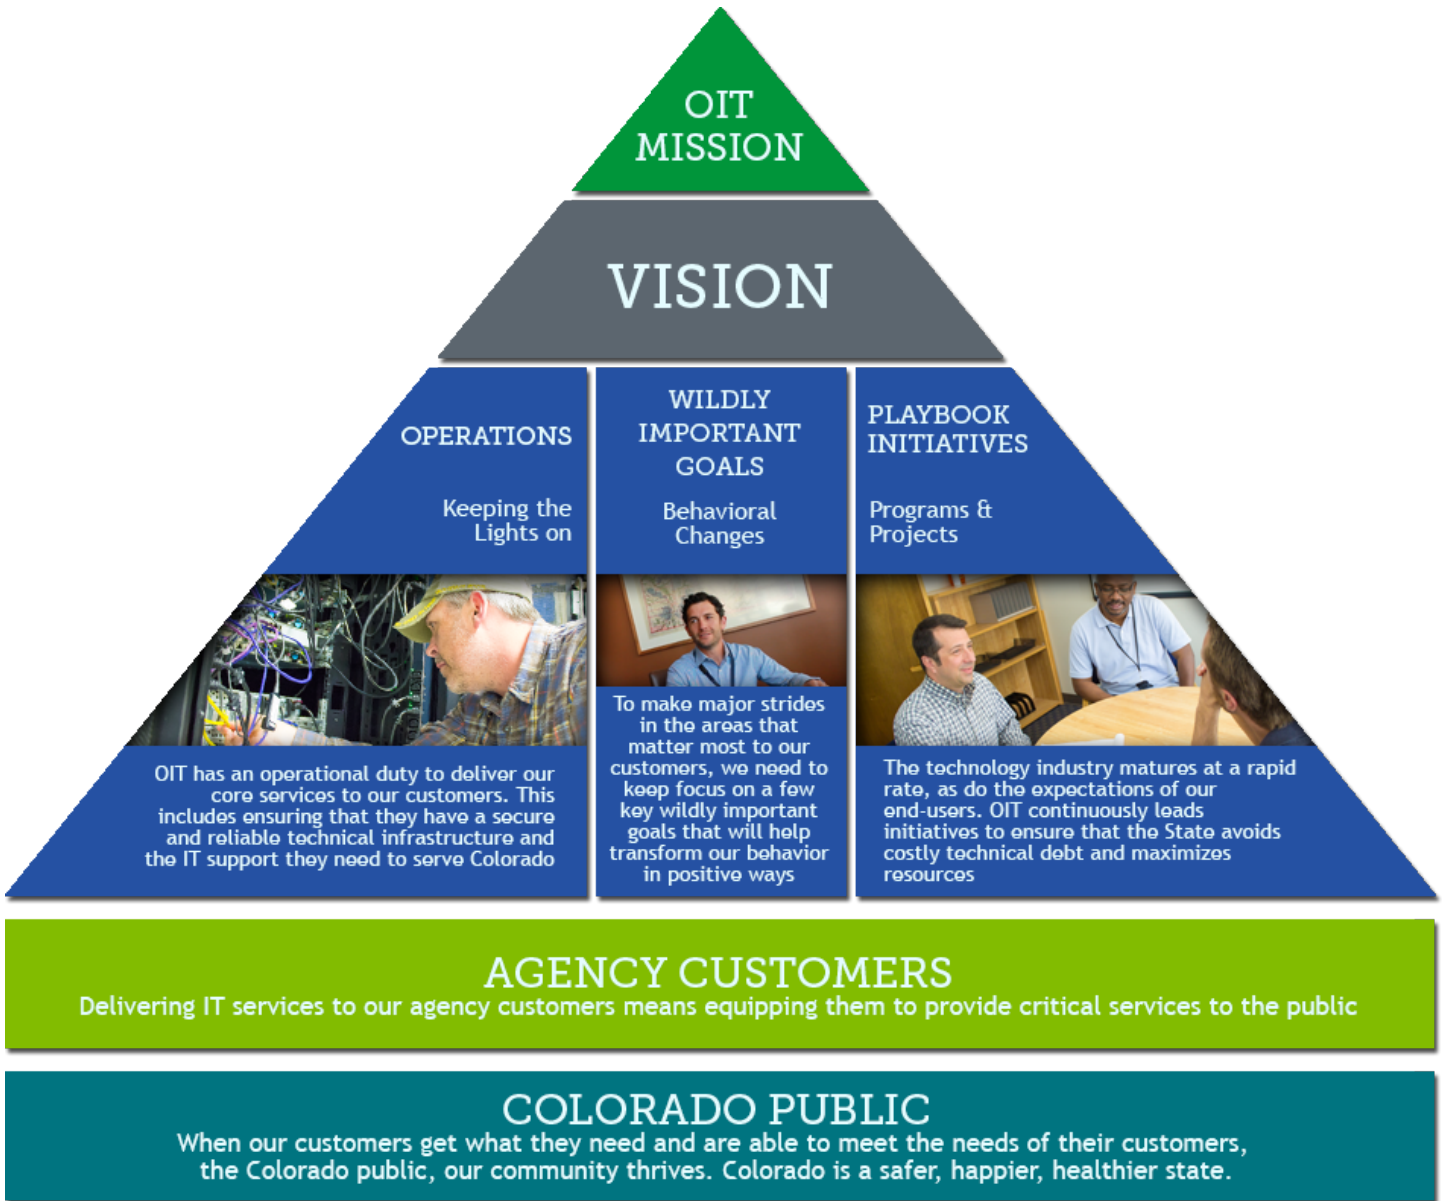 OIT
MISSION
VISION
OPERATIONS
Keeping the
Lights on
OIT has an operational duty to deliver our
core services to our customers. This
includes ensuring that they have a secure
and reliable technical infrastructure and
the IT support they need to serve Colorado
WILDLY
IMPORTANT
GOALS
Behavioral
Changes
To make major strides
in the areas that
matter most to our
customers, we need to
keep focus on a few
key wildly important
goals that will help
transform our behavior
in positive ways
PLAYBOOK
INITIATIVES
Programs &
Projects
The technology industry matures at a rapid
rate, as do the expectations of our
end-users. OIT continuously leads
initiatives to ensure that the State avoids
costly technical debt and maximizes
resources
AGENCY CUSTOMERS
Delivering IT services to our agency customers means equipping them to provide critical services to the public
COLORADO PUBLIC
When our customers get what they need and are able to meet the needs of their customers,
the Colorado public, our community thrives. Colorado is a safer, happier, healthier state.